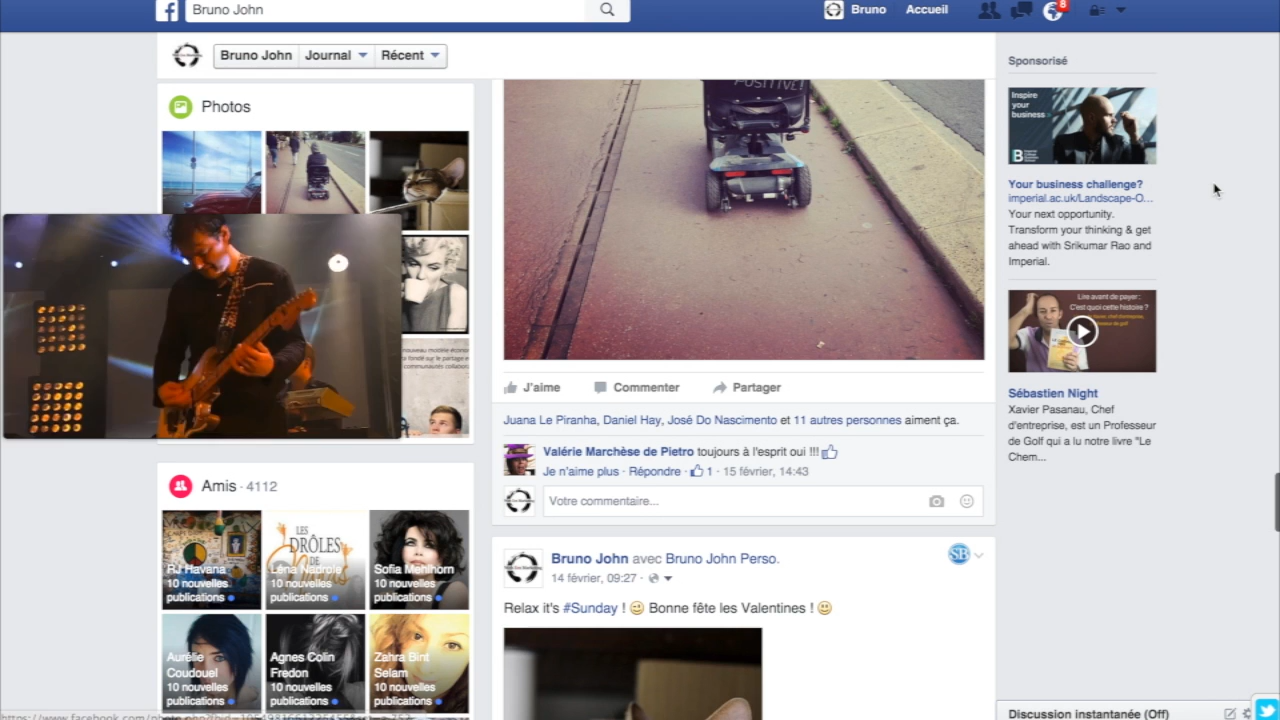 Bruno John
Bruno
Accueil
8
Bruno John
Journal
Récent
Photos
POSITIVE!
J'aime
Commenter
Partager
Juana Le Piranha, Daniel Hay, José Do Nascimento et 11 autres personnes aiment ça.
Valérie Marchèse de Pietro toujours à l'esprit oui !!!
Je n'aime plus · Répondre · 1 · 15 février, 14:43
Votre commentaire...
Amis · 4112
LES
DRÔLES
DE
RJ Havana
10 nouvelles
publications
Léna Nadrole
10 nouvelles
publications
Sofia Mehlhorn
10 nouvelles
publications
Aurélie
Coudouel
10 nouvelles
publications
Agnes Colin
Fredon
10 nouvelles
publications
Zahra Bint
Selam
10 nouvelles
publications
Bruno John avec Bruno John Perso.
SB
14 février, 09:27 ·
Relax it's #Sunday ! Bonne fête les Valentines !
Sponsorisé
Inspire
your
business
Your business challenge?
imperial.ac.uk/Landscape-O...
Your next opportunity.
Transform your thinking & get
ahead with Srikumar Rao and
Imperial.
Lire avant de payer:
C'est quoi cette histoire ?
Sébastien Night
Xavier Pasanau, Chef
d'entreprise, est un Professeur
de Golf qui a lu notre livre "Le
Chem...
Discussion instantanée (Off)